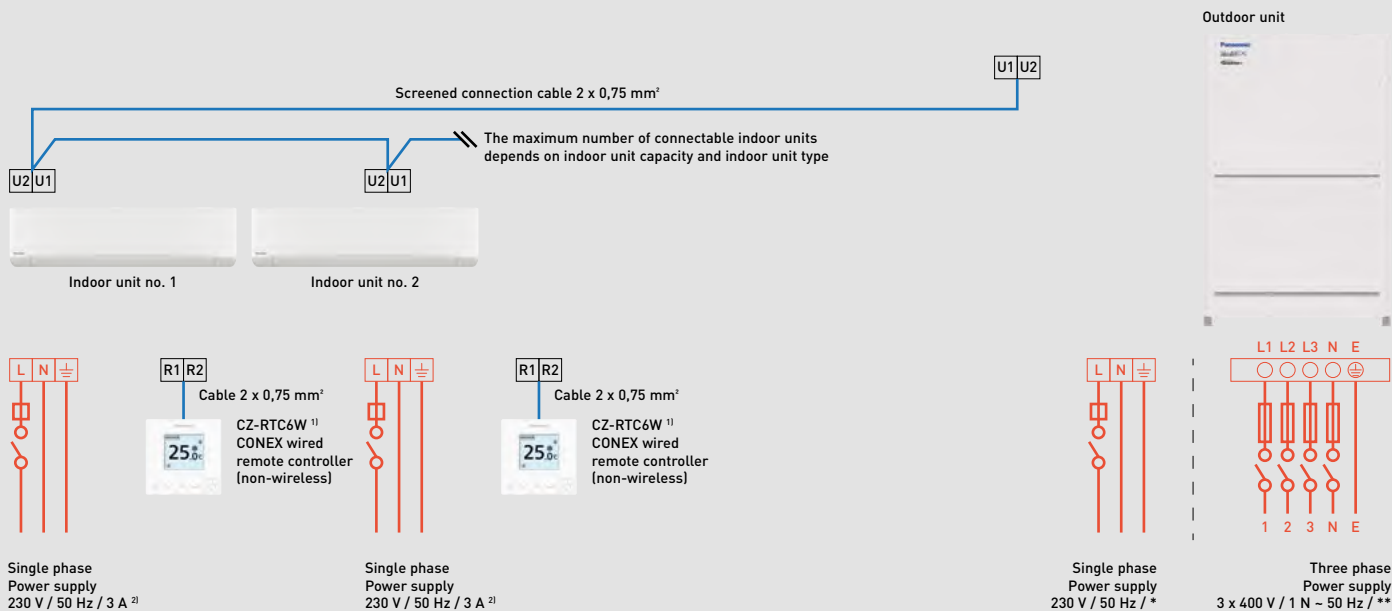 Outdoor unit
Panasonic
U1 U2
Screened connection cable 2 x 0,75 mm²
The maximum number of connectable indoor units
depends on indoor unit capacity and indoor unit type
U2 U1
U2 U1
Indoor unit no. 1
Indoor unit no. 2
L N
R1 R2
Cable 2 x 0,75 mm²
CZ-RTC6W 1)
CONEX wired
remote controller
(non-wireless)
25.0c
L N
R1 R2
Cable 2 x 0,75 mm²
CZ-RTC6W 1)
CONEX wired
remote controller
(non-wireless)
25.0c
L N
L1 L2 L3 N E
1 2 3 N E
Single phase
Power supply
230 V / 50 Hz / 3 A 2)
Single phase
Power supply
230 V / 50 Hz / 3 A 2)
Single phase
Power supply
230 V / 50 Hz / *
Three phase
Power supply
3 x 400 V / 1 N ~ 50 Hz / **